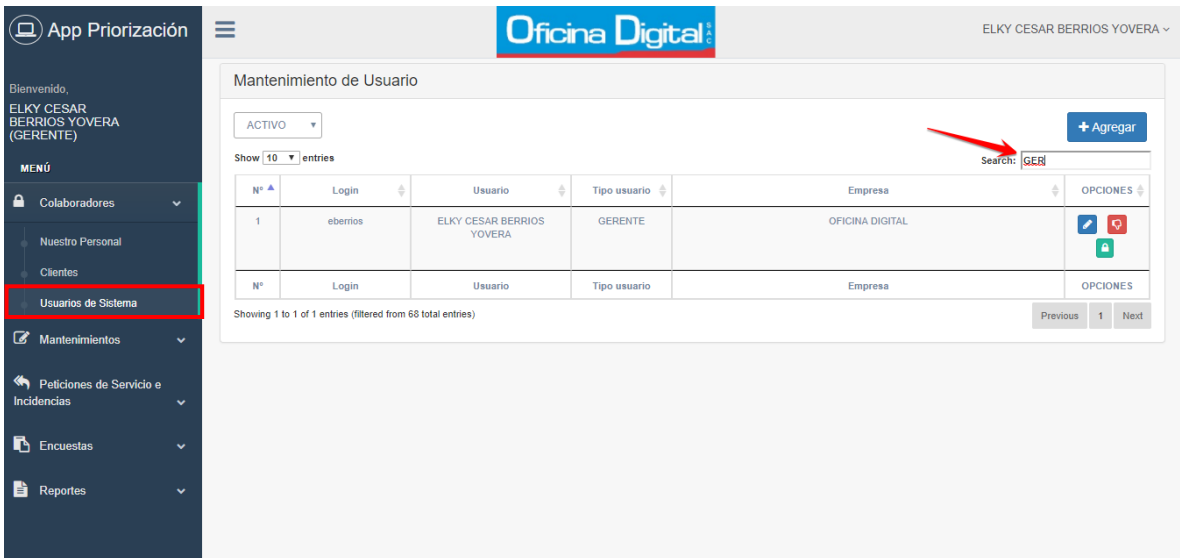 App Priorización
Oficina Digital SAC
ELKY CESAR BERRIOS YOVERA
Bienvenido,
ELKY CESAR
BERRIOS YOVERA
(GERENTE)
MENÚ
Colaboradores
Nuestro Personal
Clientes
Usuarios de Sistema
Mantenimientos
Peticiones de Servicio e
Incidencias
Encuestas
Reportes
Mantenimiento de Usuario
ACTIVO
+ Agregar
Show 10 entries
Search: GER
Nº Login Usuario Tipo usuario Empresa OPCIONES
1 eberrios ELKY CESAR BERRIOS GERENTE OFICINA DIGITAL
YOVERA
Nº Login Usuario Tipo usuario Empresa OPCIONES
Showing 1 to 1 of 1 entries (filtered from 68 total entries)
Previous 1 Next